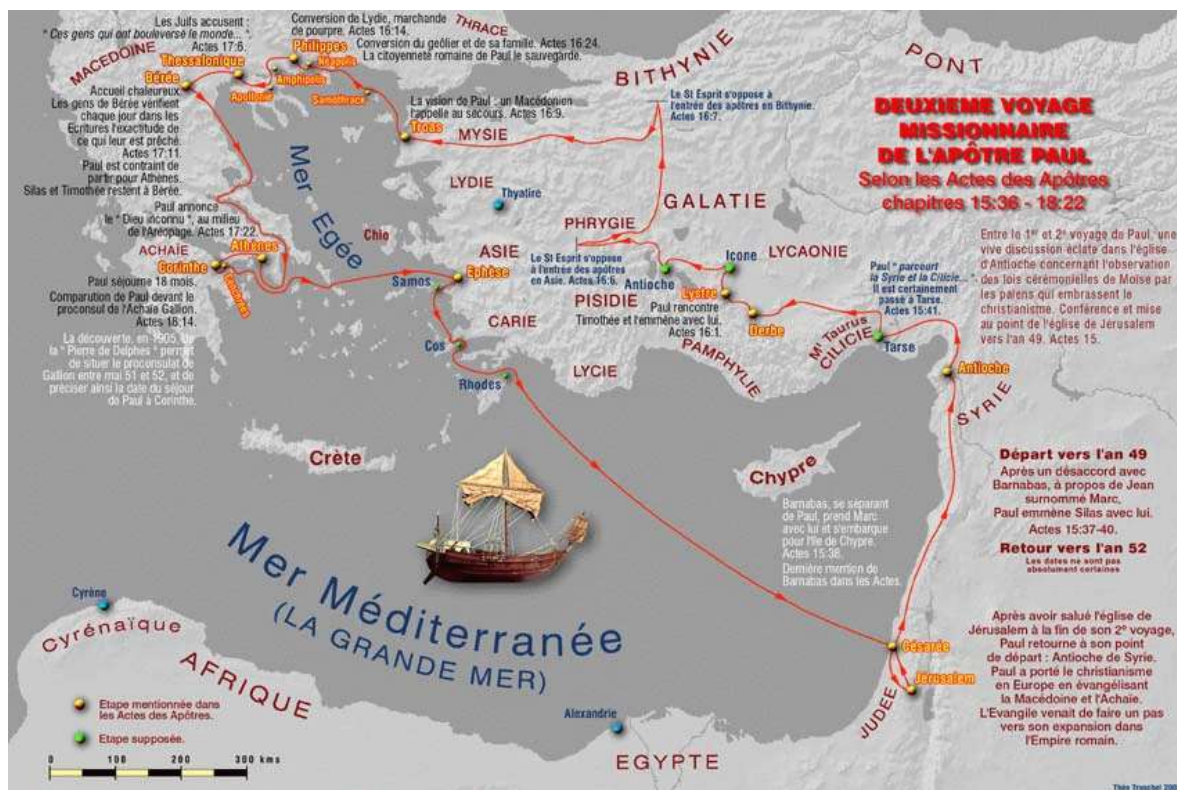 DEUXIEME VOYAGE
MISSIONNAIRE
DE L'APÔTRE PAUL
Selon les Actes des Apôtres
chapitres 15:36 - 18:22
Entre le 1er et 2e voyage de Paul, une
vive discussion éclate dans l'église
d'Antioche concernant l'observation
des lois cérémonielles de Moïse par
les païens qui embrassent le
christianisme. Conférence et mise
au point de l'église de Jérusalem
vers l'an 49. Actes 15.
Départ vers l'an 49
Après un désaccord avec
Barnabas, à propos de Jean
surnommé Marc,
Paul emmène Silas avec lui.
Actes 15:37-40.
Retour vers l'an 52
Les dates ne sont pas
absolument certaines
Après avoir salué l'église de
Jérusalem à la fin de son 2e voyage,
Paul retourne à son point
de départ : Antioche de Syrie.
Paul a porté le christianisme
en Europe en évangélisant
la Macédoine et l'Achaïe.
L'Evangile venait de faire un pas
vers son expansion dans
l'Empire romain.
Les Juifs accusent :
" Ces gens qui ont bouleversé le monde... ".
Actes 17:6.
Conversion de Lydie, marchande
de pourpre. Actes 16:14.
Conversion du geôlier et de sa famille. Actes 16:24.
La citoyenneté romaine de Paul le sauvegarde.
THRACE
MACEDOINE
Philippes
Néapolis
Thessalonique
Amphipolis
Apollonie
Samothrace
Bérée
Accueil chaleureux.
Les gens de Bérée vérifient
chaque jour dans les
Ecritures l'exactitude de
ce qui leur est prêché.
Actes 17:11.
Paul est contraint de
partir pour Athènes.
Silas et Timothée restent à Bérée.
La vision de Paul : un Macédonien
l'appelle au secours. Actes 16:9.
Troas
MYSIE
BITHYNIE
PONT
Le St Esprit s'oppose à
l'entrée des apôtres en Bithynie.
Actes 16:7.
Mer Egée
LYDIE
Thyatire
GALATIE
PHRYGIE
LYCAONIE
Paul annonce
le " Dieu inconnu ", au milieu
de l'Aréopage. Actes 17:22.
ACHAÏE
Athènes
Corinthe
Cenchrées
Chio
ASIE
Ephèse
Samos
Le St Esprit s'oppose
à l'entrée des apôtres
en Asie. Actes 16:6.
Antioche
Icone
Lystre
Derbe
PISIDIE
Paul rencontre
Timothée et l'emmène avec lui.
Actes 16:1.
Paul " parcourt
la Syrie et la Cilicie... ".
Il est certainement
passé à Tarse.
Actes 15:41.
Mt Taurus
CILICIE
Tarse
Antioche
SYRIE
Paul séjourne 18 mois.
Comparution de Paul devant le
proconsul de l'Achaïe Gallion.
Actes 18:14.
La découverte, en 1905, de
la " Pierre de Delphes " permet
de situer le proconsulat de
Gallion entre mai 51 et 52, et de
préciser ainsi la date du séjour
de Paul à Corinthe.
CARIE
Cos
LYCIE
PAMPHYLIE
Rhodes
Crète
Chypre
Barnabas, se séparant
de Paul, prend Marc
avec lui et s'embarque
pour l'île de Chypre.
Actes 15:38.
Dernière mention de
Barnabas dans les Actes.
Mer Méditerranée
(LA GRANDE MER)
Cyrène
Cyrénaïque
AFRIQUE
Césarée
Jérusalem
JUDEE
Alexandrie
EGYPTE
Etape mentionnée dans
les Actes des Apôtres.
Etape supposée.
0 100 200 300 kms